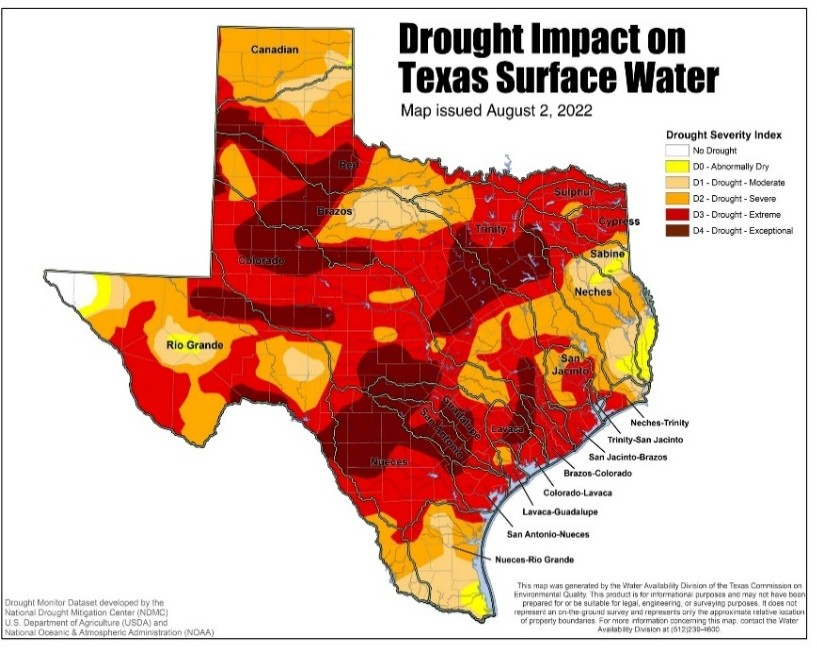 Drought Impact on
Texas Surface Water
Map issued August 2, 2022
Drought Severity Index
No Drought
D0 - Abnormally Dry
D1 - Drought - Moderate
D2 - Drought - Severe
D3 - Drought - Extreme
D4 - Drought - Exceptional
Canadian
Red
Brazos
Sulphur
Cypress
Trinity
Colorado
Sabine
Neches
Rio Grande
San
Jacinto
Guadalupe
San Antonio
Lavaca
Nueces
Neches-Trinity
Trinity-San Jacinto
San Jacinto-Brazos
Brazos-Colorado
Colorado-Lavaca
Lavaca-Guadalupe
San Antonio-Nueces
Nueces-Rio Grande
Drought Monitor Dataset developed by the
National Drought Mitigation Center (NDMC)
U.S. Department of Agriculture (USDA) and
National Oceanic & Atmospheric Administration (NOAA)
This map was generated by the Water Availability Division of the Texas Commission on
Environmental Quality. This product is for informational purposes and may not have been
prepared for or be suitable for legal, engineering, or surveying purposes. It does not
represent an on-the-ground survey and represents only the approximate relative location
of property boundaries. For more information concerning this map, contact the Water
Availability Division at (512)239-4600.